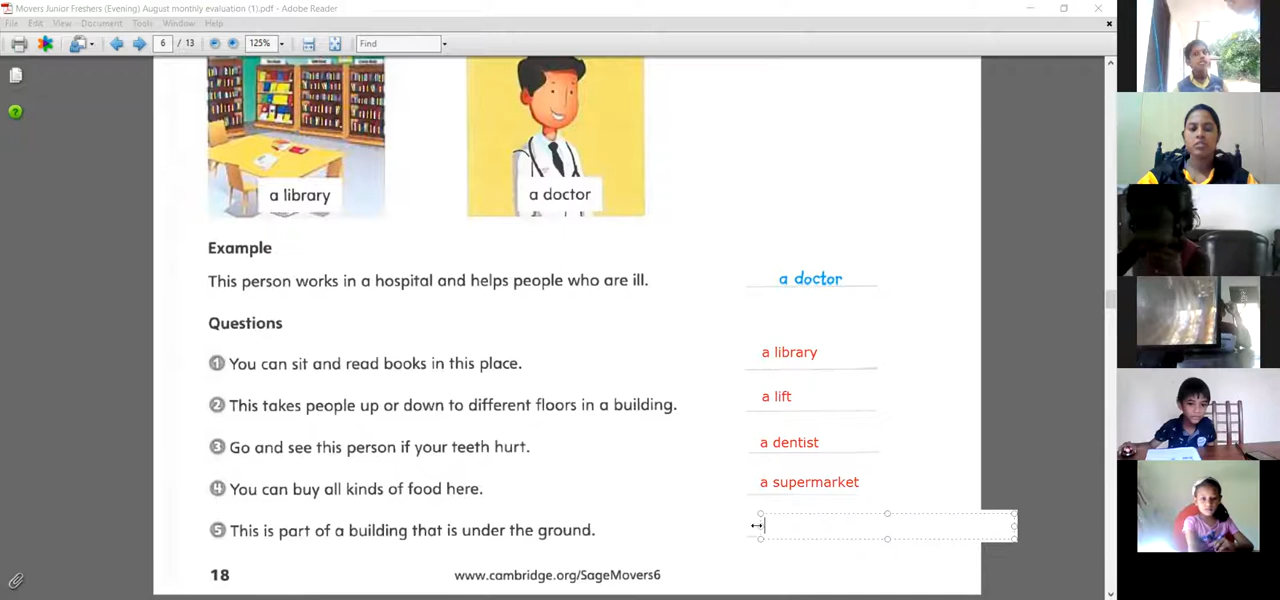 Movers Junior Freshers (Evening) August monthly evaluation (1).pdf - Adobe Reader
File Edit View Document Tools Window Help
6 / 13 125% Find
a library
a doctor
Example
This person works in a hospital and helps people who are ill. a doctor
Questions
1 You can sit and read books in this place. a library
2 This takes people up or down to different floors in a building. a lift
3 Go and see this person if your teeth hurt. a dentist
4 You can buy all kinds of food here. a supermarket
5 This is part of a building that is under the ground.
18 www.cambridge.org/SageMovers6